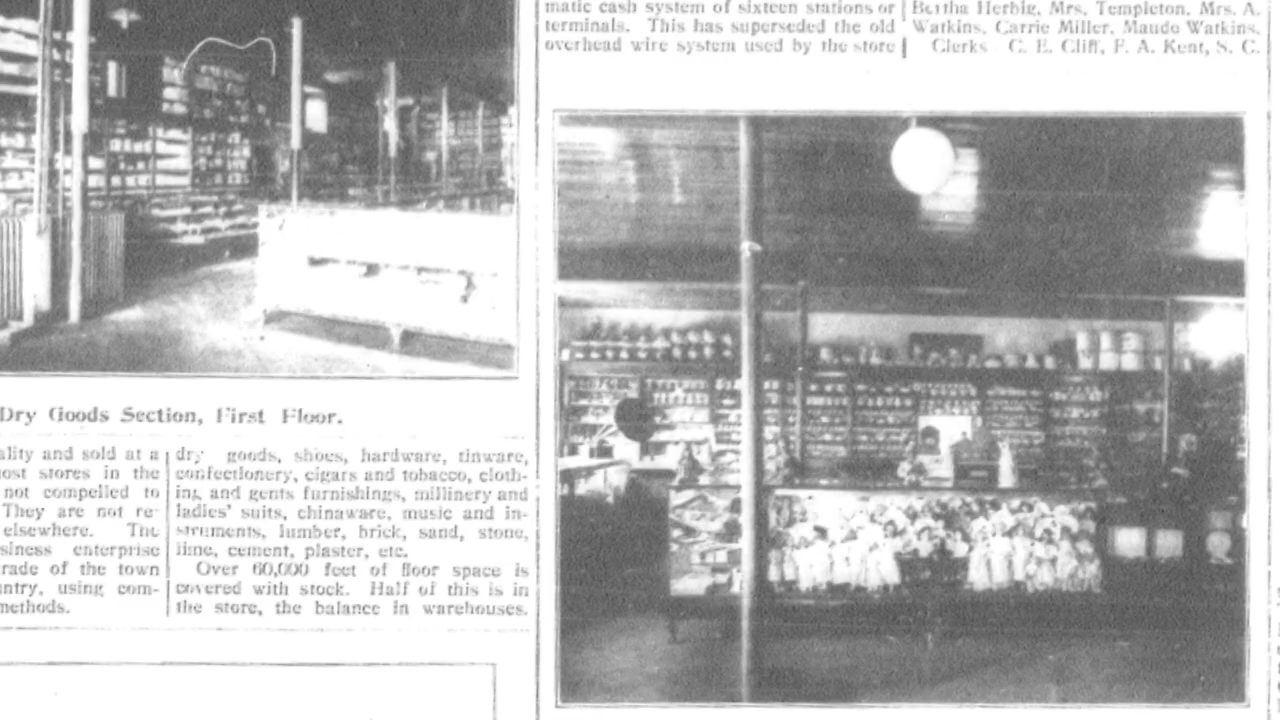 matic cash system of sixteen stations or
terminals. This has superseded the old
overhead wire system used by the store
Bertha Herbig, Mrs. Templeton, Mrs. A.
Watkins, Carrie Miller, Maude Watkins.
Clerks C. E. Cliff, F. A. Kent, S. C.
Dry Goods Section, First Floor.
ality and sold at a
ost stores in the
not compelled to
They are not re-
elsewhere. The
siness enterprise
rade of the town
ntry, using com-
methods.
dry goods, shoes, hardware, tinware,
confectionery, cigars and tobacco, cloth-
ing and gents furnishings, millinery and
ladies' suits, chinaware, music and in-
struments, lumber, brick, sand, stone,
lime, cement, plaster, etc.
Over 60,000 feet of floor space is
covered with stock. Half of this is in
the store, the balance in warehouses.